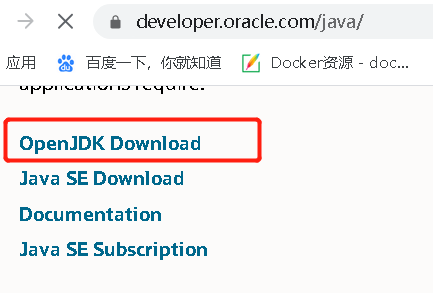 developer.oracle.com/java/
应用 百度一下，你就知道 Docker资源 - doc...
applications require.
OpenJDK Download
Java SE Download
Documentation
Java SE Subscription